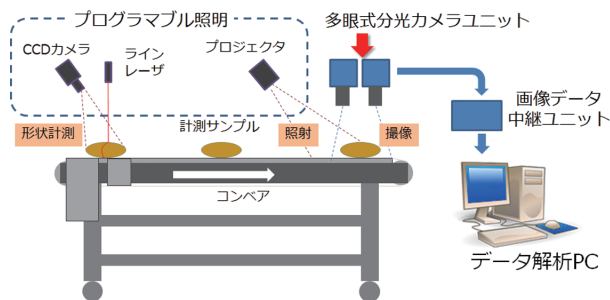 プログラマブル照明
多眼式分光カメラユニット
CCDカメラ
ライン
レーザ
プロジェクタ
画像データ
中継ユニット
形状計測
計測サンプル
照射
撮像
コンベア
データ解析PC